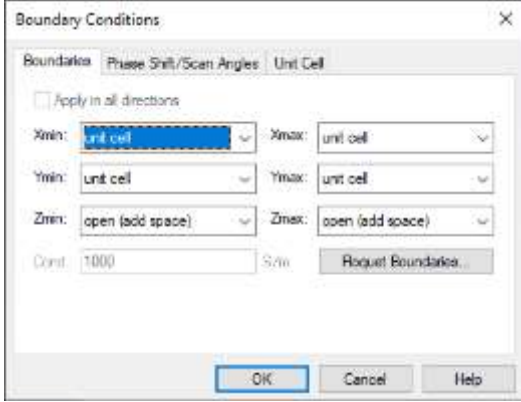 Boundary Conditions
Boundaries Phase Shift/Scan Angles Unit Cell
Apply in all directions
Xmin: unit cell Xmax: unit cell
Ymin: unit cell Ymax: unit cell
Zmin: open (add space) Zmax: open (add space)
Cond. 1000 S/m Floquet Boundaries...
OK Cancel Help